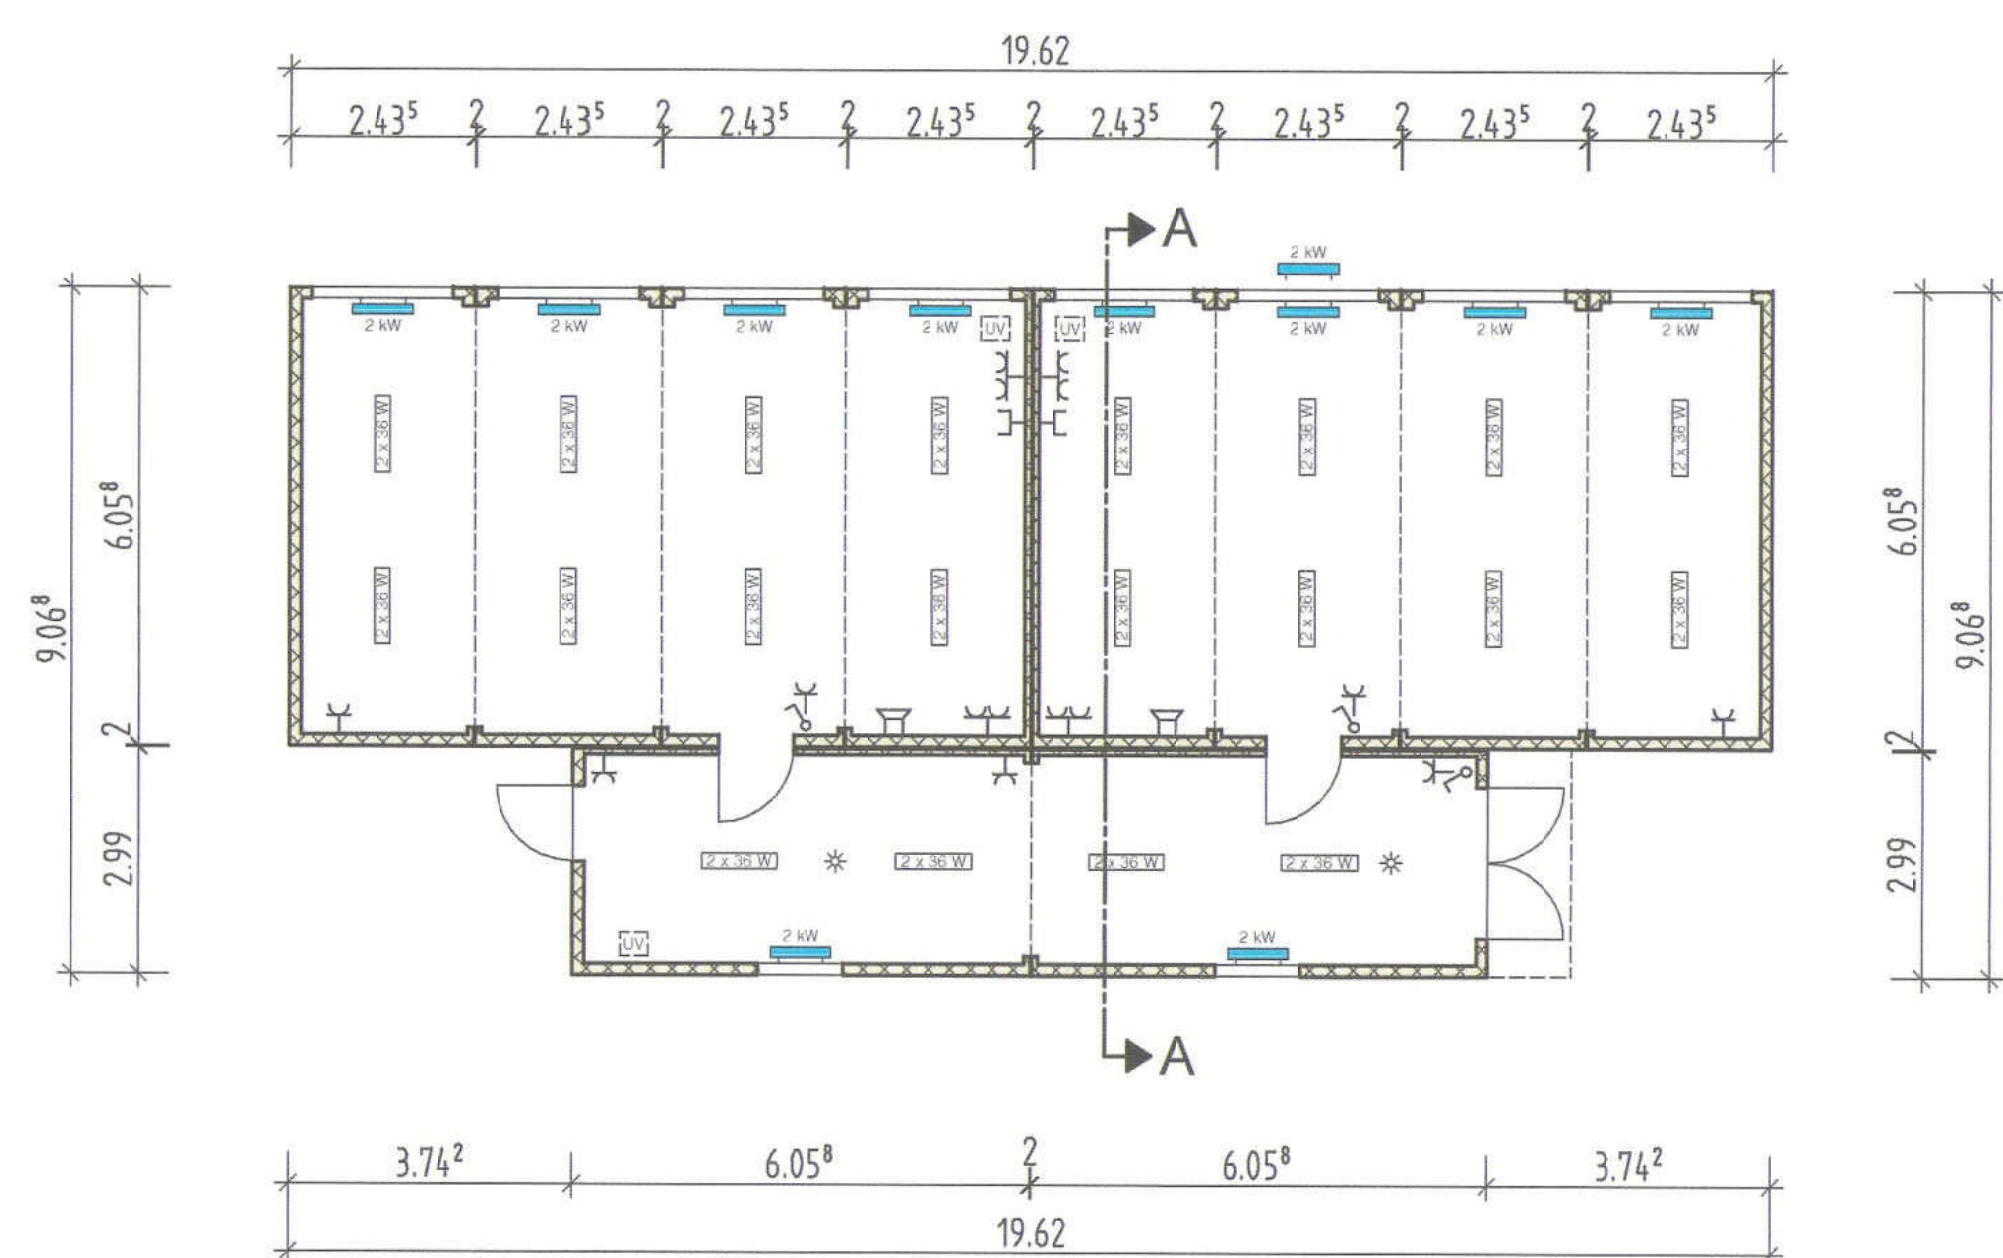 19.62
2.43⁵ 2 2.43⁵ 2 2.43⁵ 2 2.43⁵ 2 2.43⁵ 2 2.43⁵ 2 2.43⁵ 2 2.43⁵
A
2 kW
2 kW 2 kW 2 kW 2 kW UV UV 2 kW 2 kW 2 kW 2 kW
2 x 36 W 2 x 36 W 2 x 36 W 2 x 36 W 2 x 36 W 2 x 36 W 2 x 36 W 2 x 36 W
6.05⁸ 6.05⁸
2 x 36 W 2 x 36 W 2 x 36 W 2 x 36 W 2 x 36 W 2 x 36 W 2 x 36 W 2 x 36 W
9.06⁸ 9.06⁸
2 2
2.99 2 x 36 W 2 x 36 W 2 x 36 W 2 x 36 W 2.99
UV 2 kW 2 kW
A
3.74² 6.05⁸ 2 6.05⁸ 3.74²
19.62